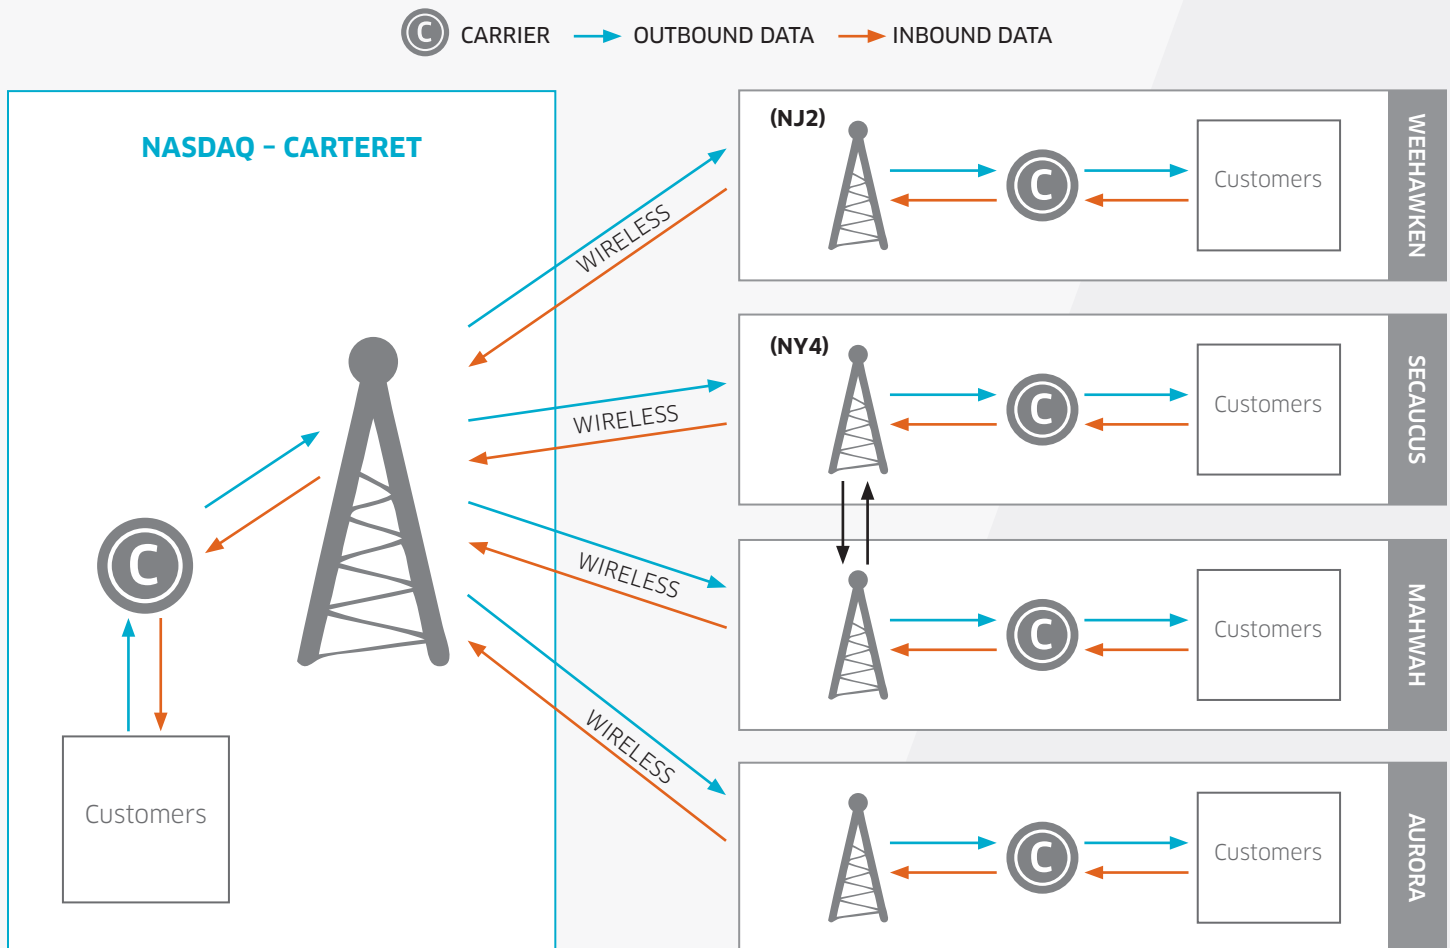 C CARRIER OUTBOUND DATA INBOUND DATA
NASDAQ – CARTERET
C
Customers
WIRELESS
WIRELESS
WIRELESS
WIRELESS
(NJ2)
C
Customers
WEEHAWKEN
(NY4)
C
Customers
SECAUCUS
C
Customers
MAHWAH
C
Customers
AURORA